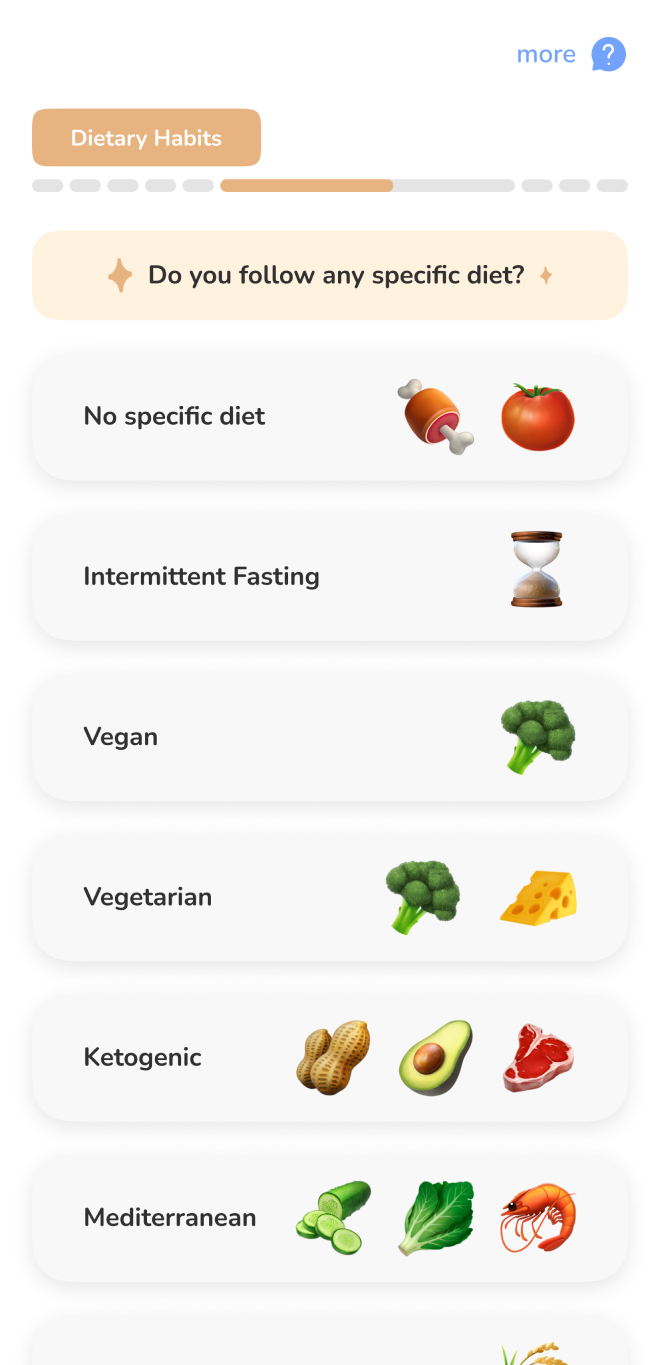 more
Dietary Habits
Do you follow any specific diet?
No specific diet
Intermittent Fasting
Vegan
Vegetarian
Ketogenic
Mediterranean